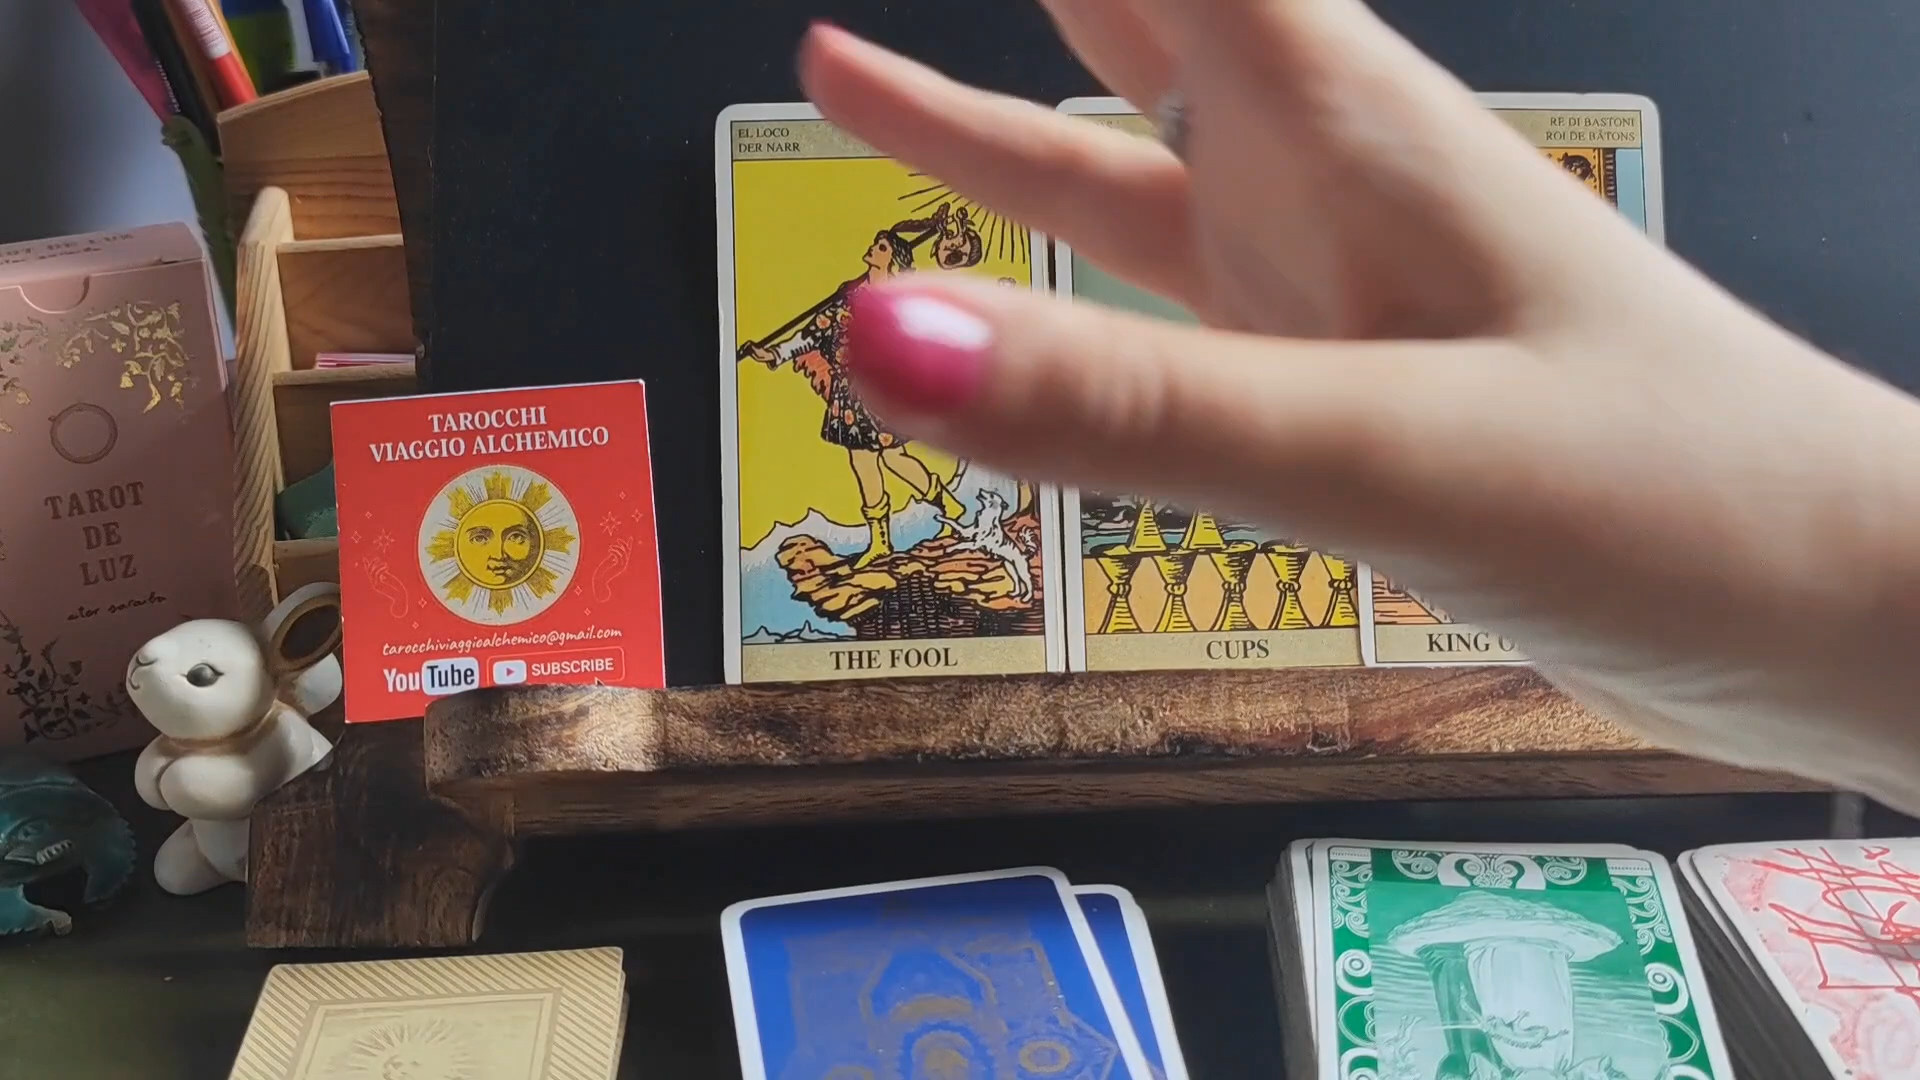 EL LOCO
DER NARR
RE DI BASTONI
ROI DE BÂTONS
TAROCCHI
VIAGGIO ALCHEMICO
tarocchiviaggioalchemico@gmail.com
YouTube SUBSCRIBE
TAROT
DE
LUZ
THE FOOL
CUPS
KING O